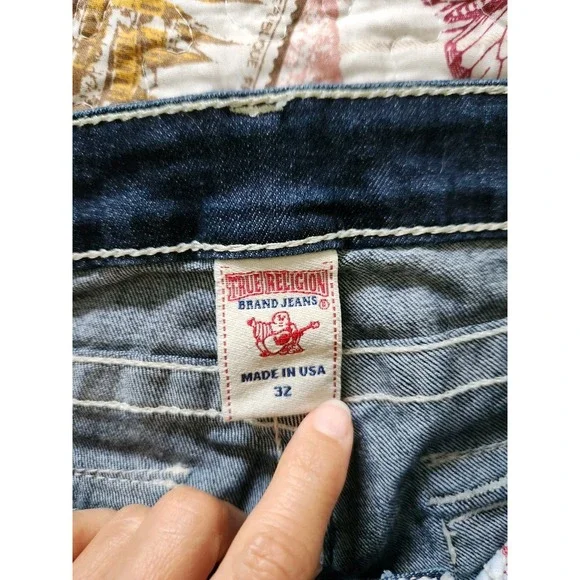 TRUE RELIGION
BRAND JEANS ®
MADE IN USA
32